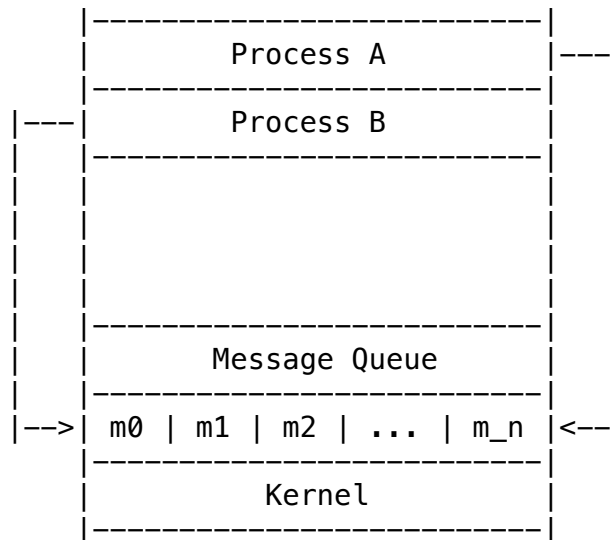 Process A
Process B
Message Queue
m0 | m1 | m2 | ... | m_n
Kernel